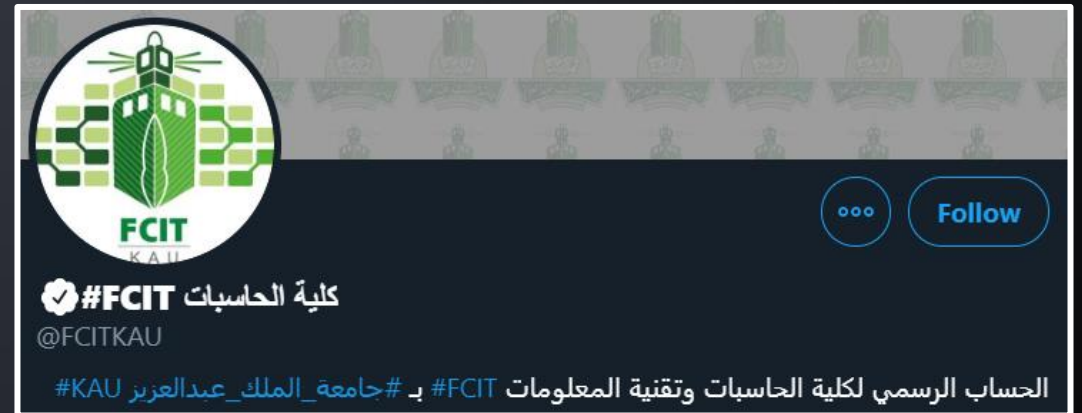 FCIT
KAU
Follow
كلية الحاسبات FCIT#
@FCITKAU
الحساب الرسمي لكلية الحاسبات وتقنية المعلومات FCIT# بـ #جامعة_الملك_عبدالعزيز KAU#